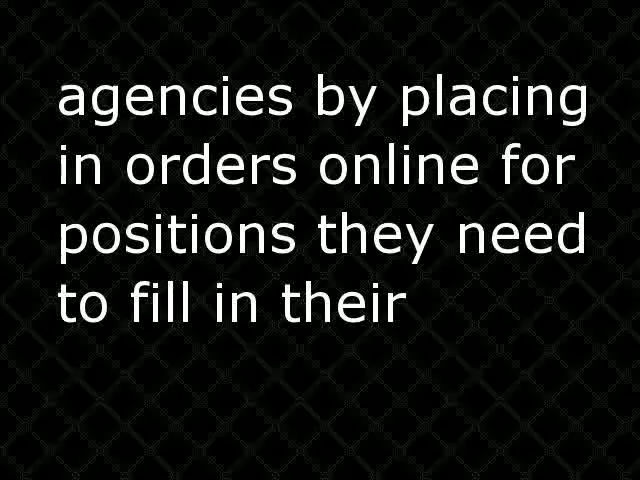 agencies by placing
in orders online for
positions they need
to fill in their